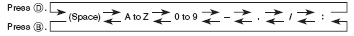 Press Ⓓ.
(Space) A to Z 0 to 9 – . / :
Press Ⓑ.